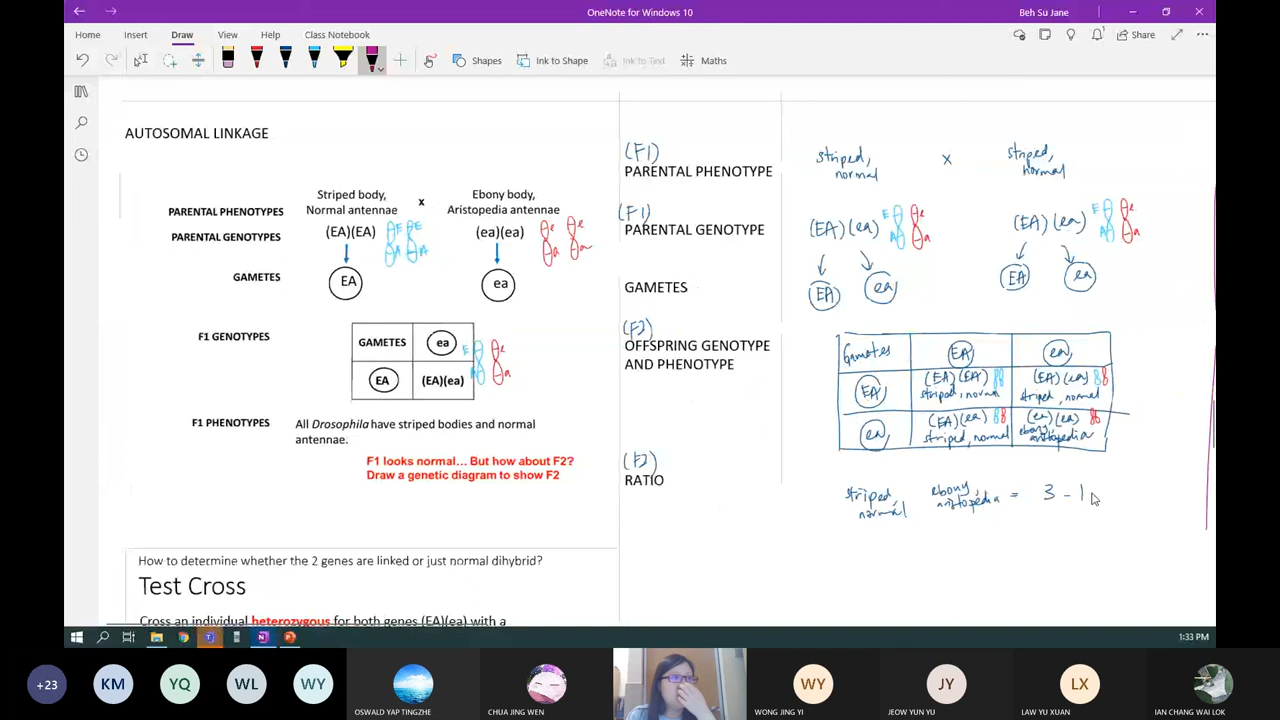 OneNote for Windows 10
Beh Su Jane
Home Insert Draw View Help Class Notebook
Share
Shapes
Ink to Shape
Ink to Text
Maths
AUTOSOMAL LINKAGE
Striped body,
Normal antennae
x
Ebony body,
Aristopedia antennae
PARENTAL PHENOTYPES
PARENTAL GENOTYPES
(EA)(EA)
E E
A A
(ea)(ea)
e e
a a
GAMETES
EA
ea
F1 GENOTYPES
GAMETES
ea
EA
(EA)(ea)
E e
A a
F1 PHENOTYPES
All Drosophila have striped bodies and normal
antennae.
F1 looks normal... But how about F2?
Draw a genetic diagram to show F2
How to determine whether the 2 genes are linked or just normal dihybrid?
Test Cross
Cross an individual heterozygous for both genes (EA)(ea) with a
(F1)
PARENTAL PHENOTYPE
striped,
normal
x
striped,
normal
(F1)
PARENTAL GENOTYPE
(EA)(ea)
E e
A a
(EA)(ea)
E e
A a
GAMETES
EA
ea
EA
ea
(F2)
OFFSPRING GENOTYPE
AND PHENOTYPE
Gametes
EA
ea
EA
(EA)(EA)
striped, normal
(EA)(ea)
striped, normal
ea
(EA)(ea)
striped, normal
(ea)(ea)
ebony,
aristopedia
(F2)
RATIO
striped,
normal
ebony,
aristopedia
= 3 - 1
1:33 PM
+23
KM
YQ
WL
WY
OSWALD YAP TINGZHE
CHUA JING WEN
WY
WONG JING YI
JY
JEOW YUN YU
LX
LAW YU XUAN
IAN CHANG WAI LOK